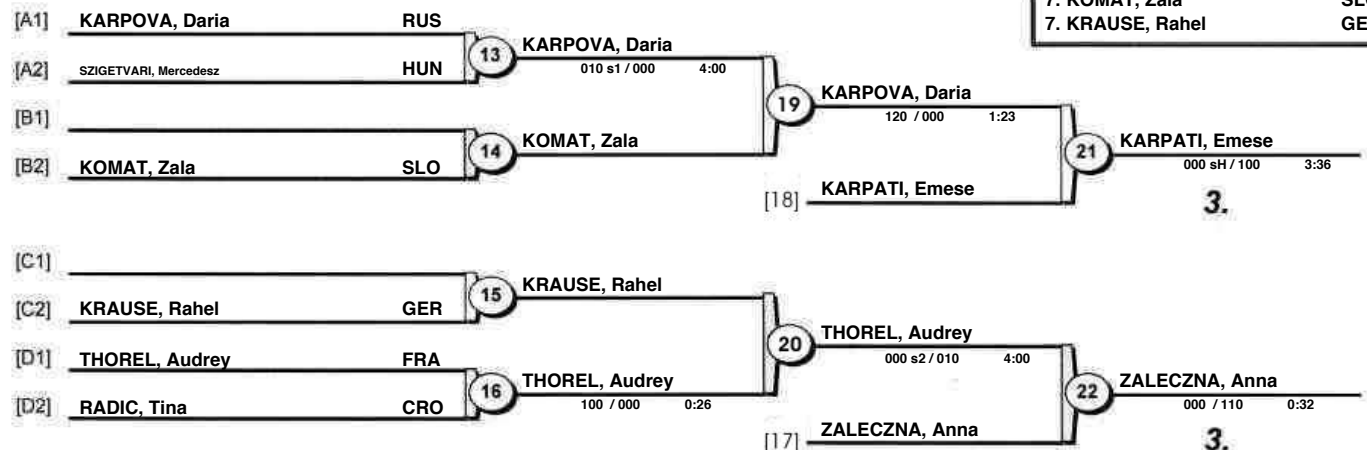 7. KOMAT, Zala
7. KRAUSE, Rahel GE
[A1] KARPOVA, Daria RUS
13 KARPOVA, Daria
010 s1 / 000 4:00
[A2] SZIGETVARI, Mercedesz HUN
19 KARPOVA, Daria
120 / 000 1:23
[B1]
14 KOMAT, Zala
[B2] KOMAT, Zala SLO
21 KARPATI, Emese
000 sH / 100 3:36
[18] KARPATI, Emese
3.
[C1]
15 KRAUSE, Rahel
[C2] KRAUSE, Rahel GER
20 THOREL, Audrey
000 s2 / 010 4:00
[D1] THOREL, Audrey FRA
16 THOREL, Audrey
100 / 000 0:26
[D2] RADIC, Tina CRO
22 ZALECZNA, Anna
000 / 110 0:32
[17] ZALECZNA, Anna
3.